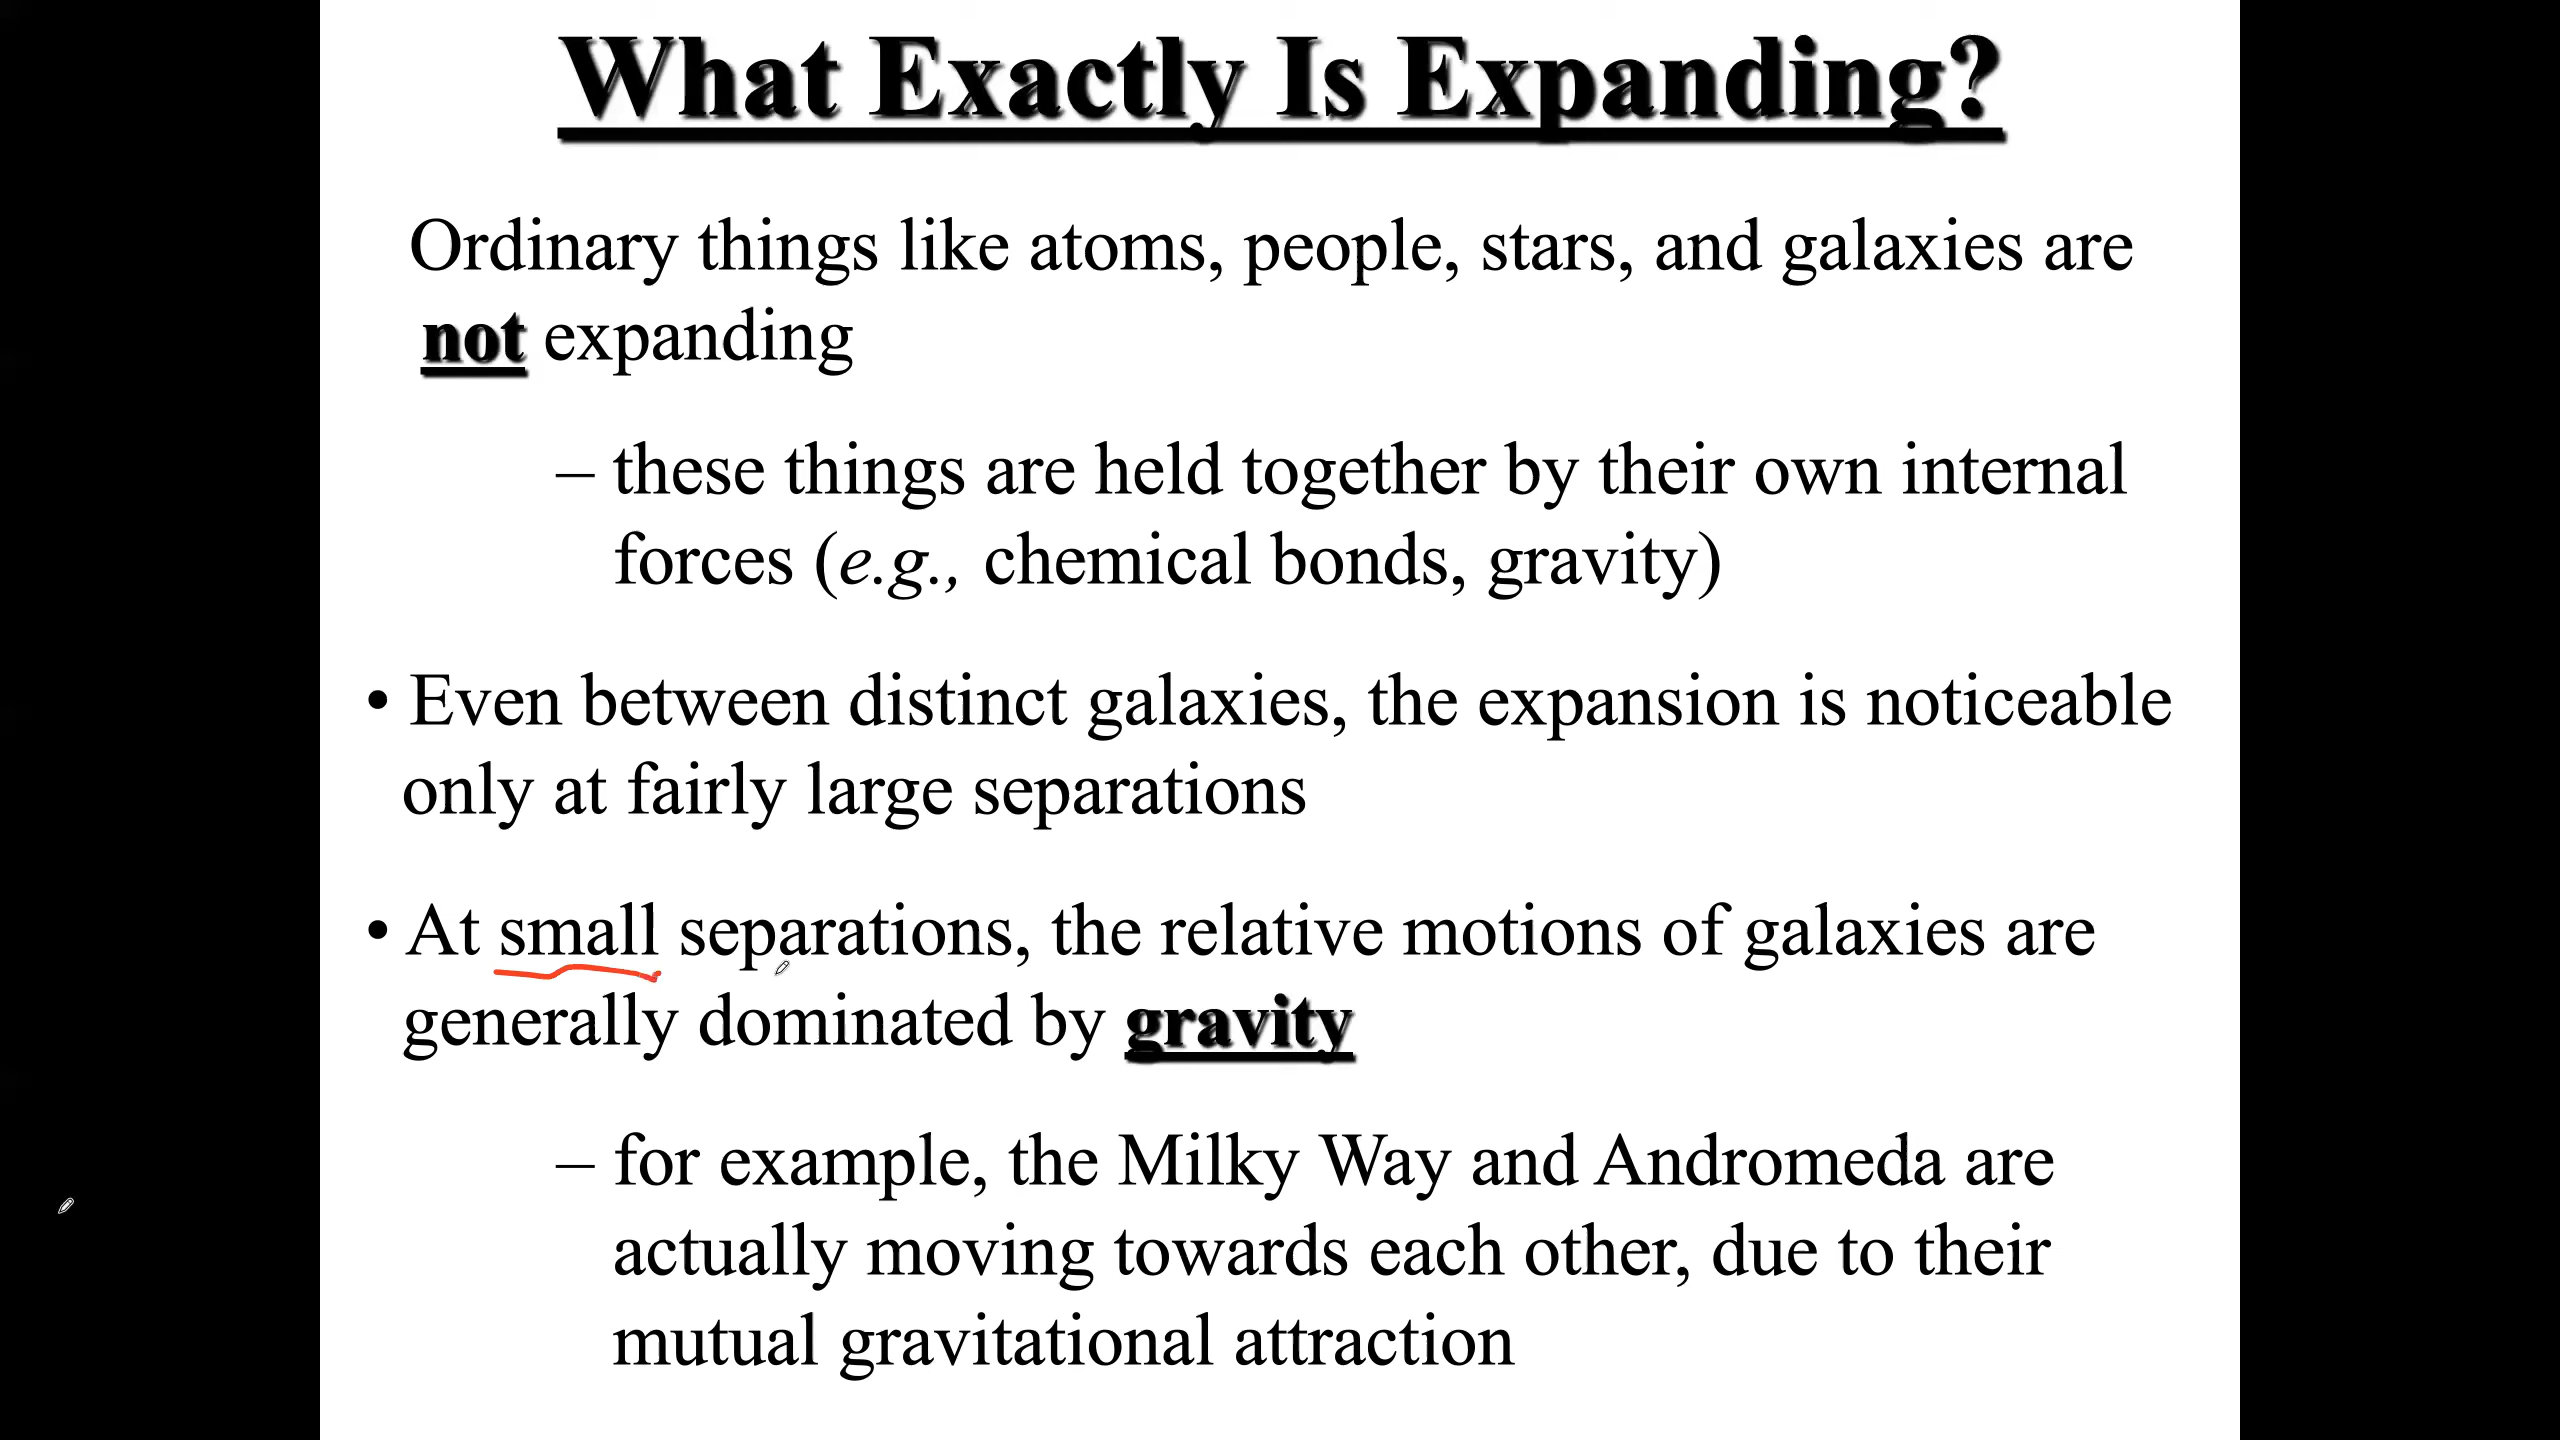 What Exactly Is Expanding?
Ordinary things like atoms, people, stars, and galaxies are
not expanding
– these things are held together by their own internal
forces (e.g., chemical bonds, gravity)
• Even between distinct galaxies, the expansion is noticeable
only at fairly large separations
• At small separations, the relative motions of galaxies are
generally dominated by gravity
– for example, the Milky Way and Andromeda are
actually moving towards each other, due to their
mutual gravitational attraction